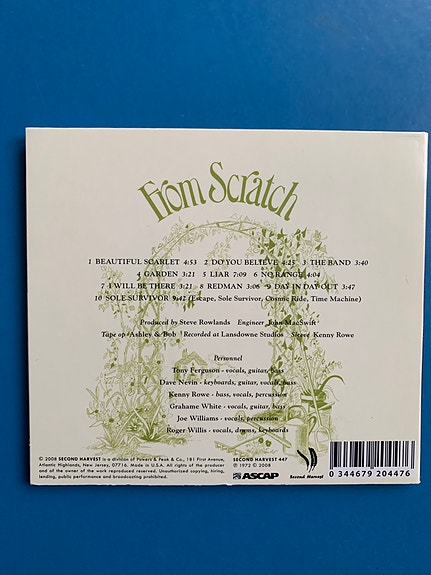 From Scratch
1 BEAUTIFUL SCARLET 4:53 2 DO YOU BELIEVE 4:25 3 THE BAND 3:40
4 GARDEN 3:21 5 LIAR 7:09 6 NO RANGE 4:04
7 I WILL BE THERE 3:21 8 REDMAN 3:06 9 DAY IN DAY OUT 3:47
10 SOLE SURVIVOR 9:42 (Escape, Sole Survivor, Cosmic Ride, Time Machine)
Produced by Steve Rowlands Engineer John MacSwift
Tape op Ashley & Bob Recorded at Lansdowne Studios Sleeve Kenny Rowe
Personnel
Tony Ferguson - vocals, guitar, bass
Dave Nevin - keyboards, guitar, vocals, bass
Kenny Rowe - bass, vocals, percussion
Grahame White - vocals, guitar, bass
Joe Williams - vocals, percussion
Roger Willis - vocals, drums, keyboards
© 2008 SECOND HARVEST is a division of Powers & Peak & Co., 181 First Avenue,
Atlantic Highlands, New Jersey, 07716. Made in U.S.A. All rights of the producer
and of the owner of the work reproduced reserved. Unauthorized copying, hiring,
lending, public performance and broadcasting prohibited.
SECOND HARVEST 447
℗ 1972 © 2008
ASCAP
Second Harvest
0 344679 204476